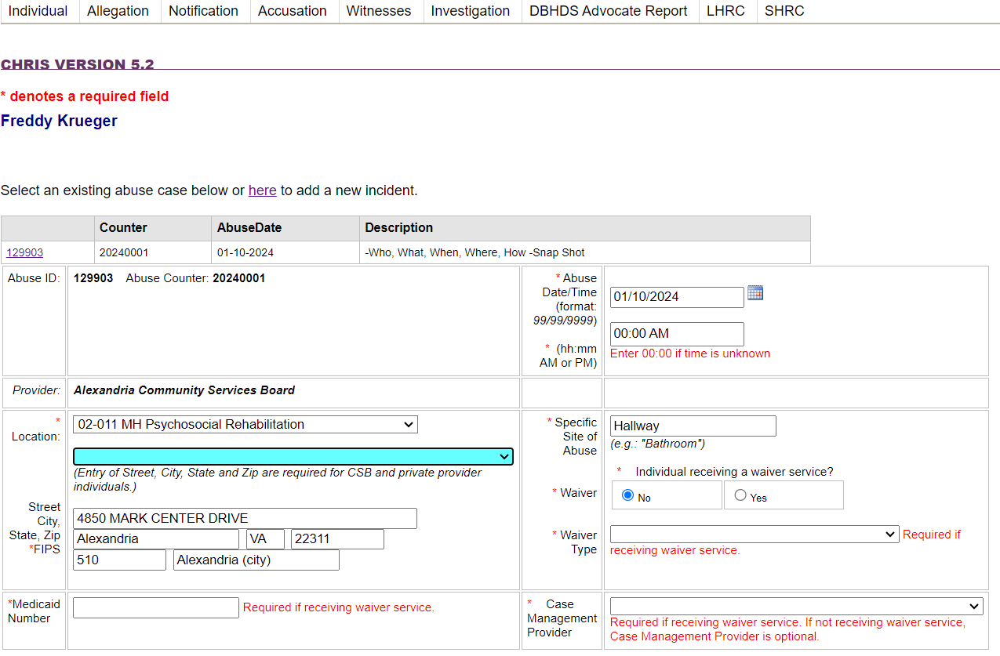 Individual Allegation Notification Accusation Witnesses Investigation DBHDS Advocate Report LHRC SHRC
CHRIS VERSION 5.2
* denotes a required field
Freddy Krueger
Select an existing abuse case below or here to add a new incident.
Counter AbuseDate Description
129903 20240001 01-10-2024 -Who, What, When, Where, How -Snap Shot
Abuse ID: 129903 Abuse Counter: 20240001
* Abuse
Date/Time
(format:
99/99/9999)
* (hh:mm
AM or PM)
01/10/2024
00:00 AM
Enter 00:00 if time is unknown
Provider: Alexandria Community Services Board
*
Location:
02-011 MH Psychosocial Rehabilitation
(Entry of Street, City, State and Zip are required for CSB and private provider
individuals.)
Street
City,
State, Zip
*FIPS
4850 MARK CENTER DRIVE
Alexandria VA 22311
510 Alexandria (city)
* Specific
Site of
Abuse
Hallway
(e.g.: "Bathroom")
* Individual receiving a waiver service?
* Waiver
No Yes
* Waiver
Type
Required if
receiving waiver service.
*Medicaid
Number
Required if receiving waiver service.
* Case
Management
Provider
Required if receiving waiver service. If not receiving waiver service,
Case Management Provider is optional.